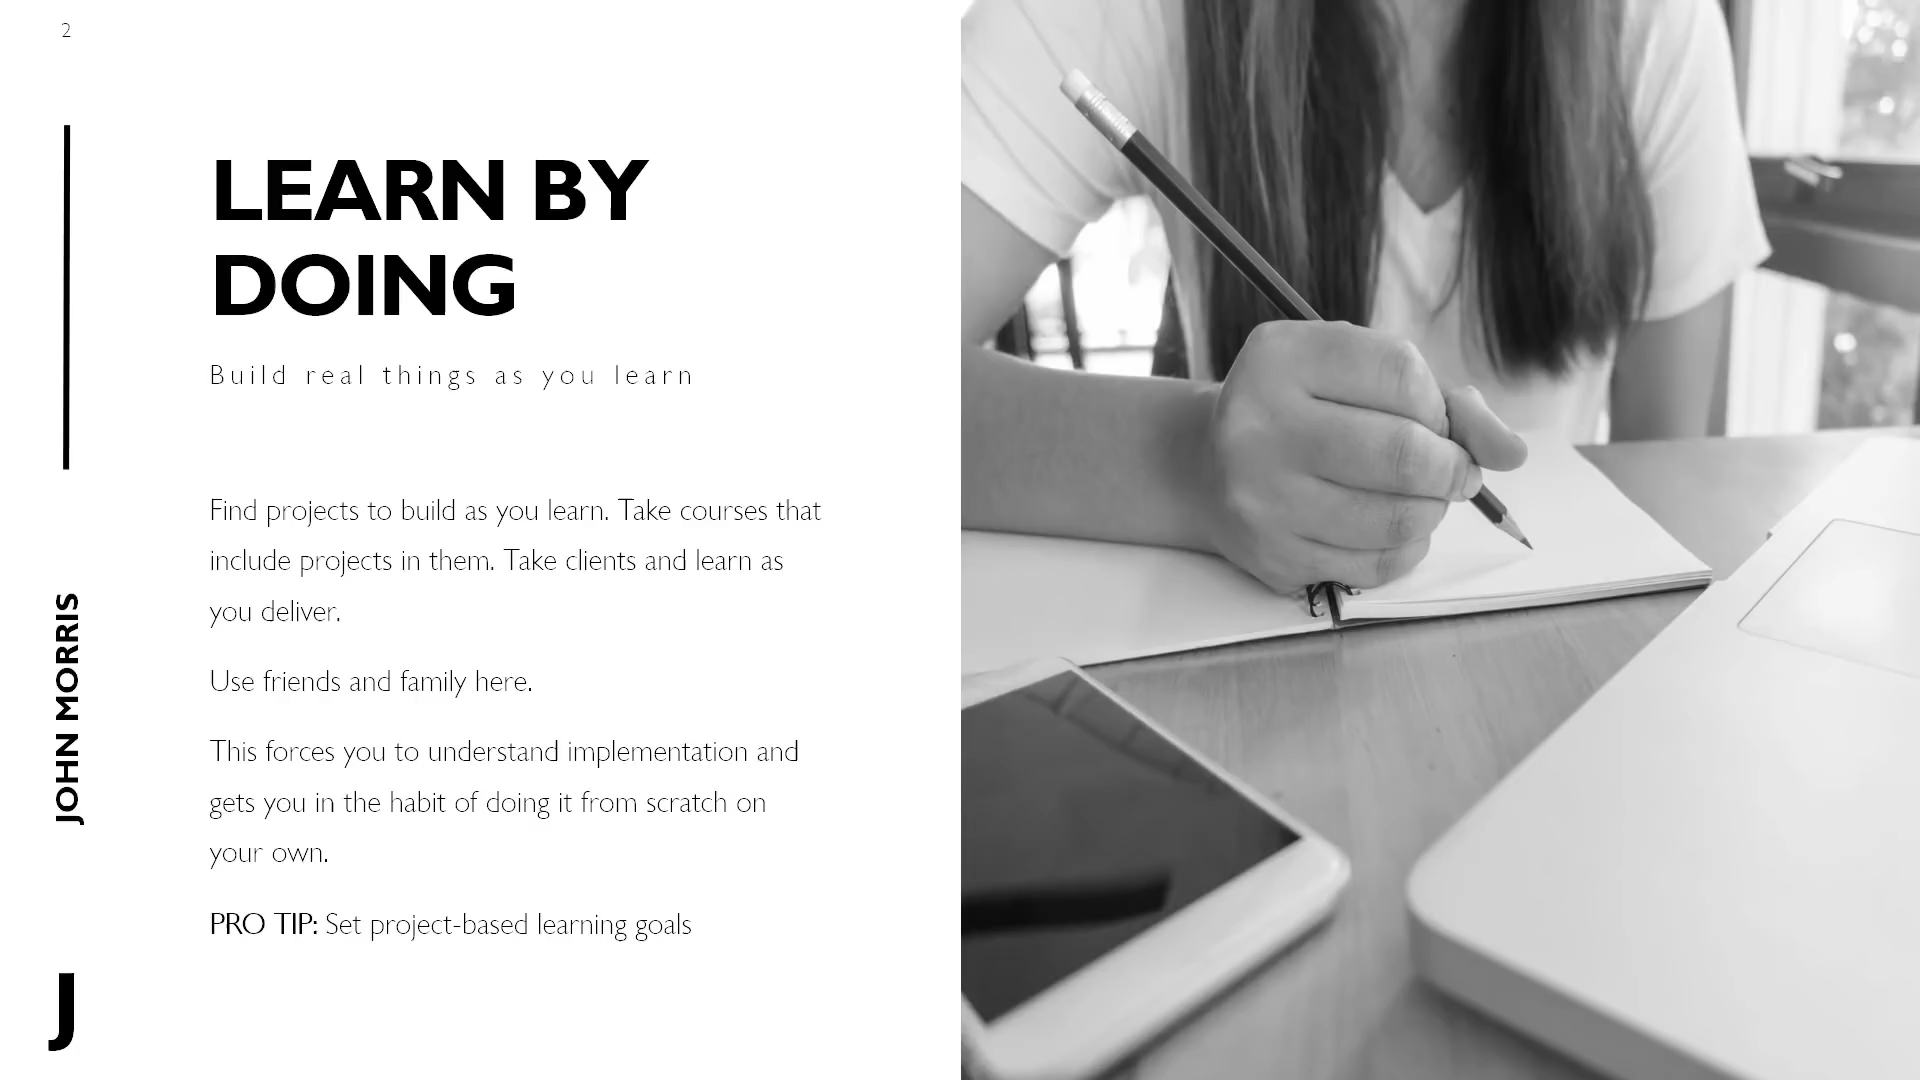 2
LEARN BY
DOING
Build real things as you learn
Find projects to build as you learn. Take courses that
include projects in them. Take clients and learn as
you deliver.
Use friends and family here.
This forces you to understand implementation and
gets you in the habit of doing it from scratch on
your own.
PRO TIP: Set project-based learning goals
JOHN MORRIS
J